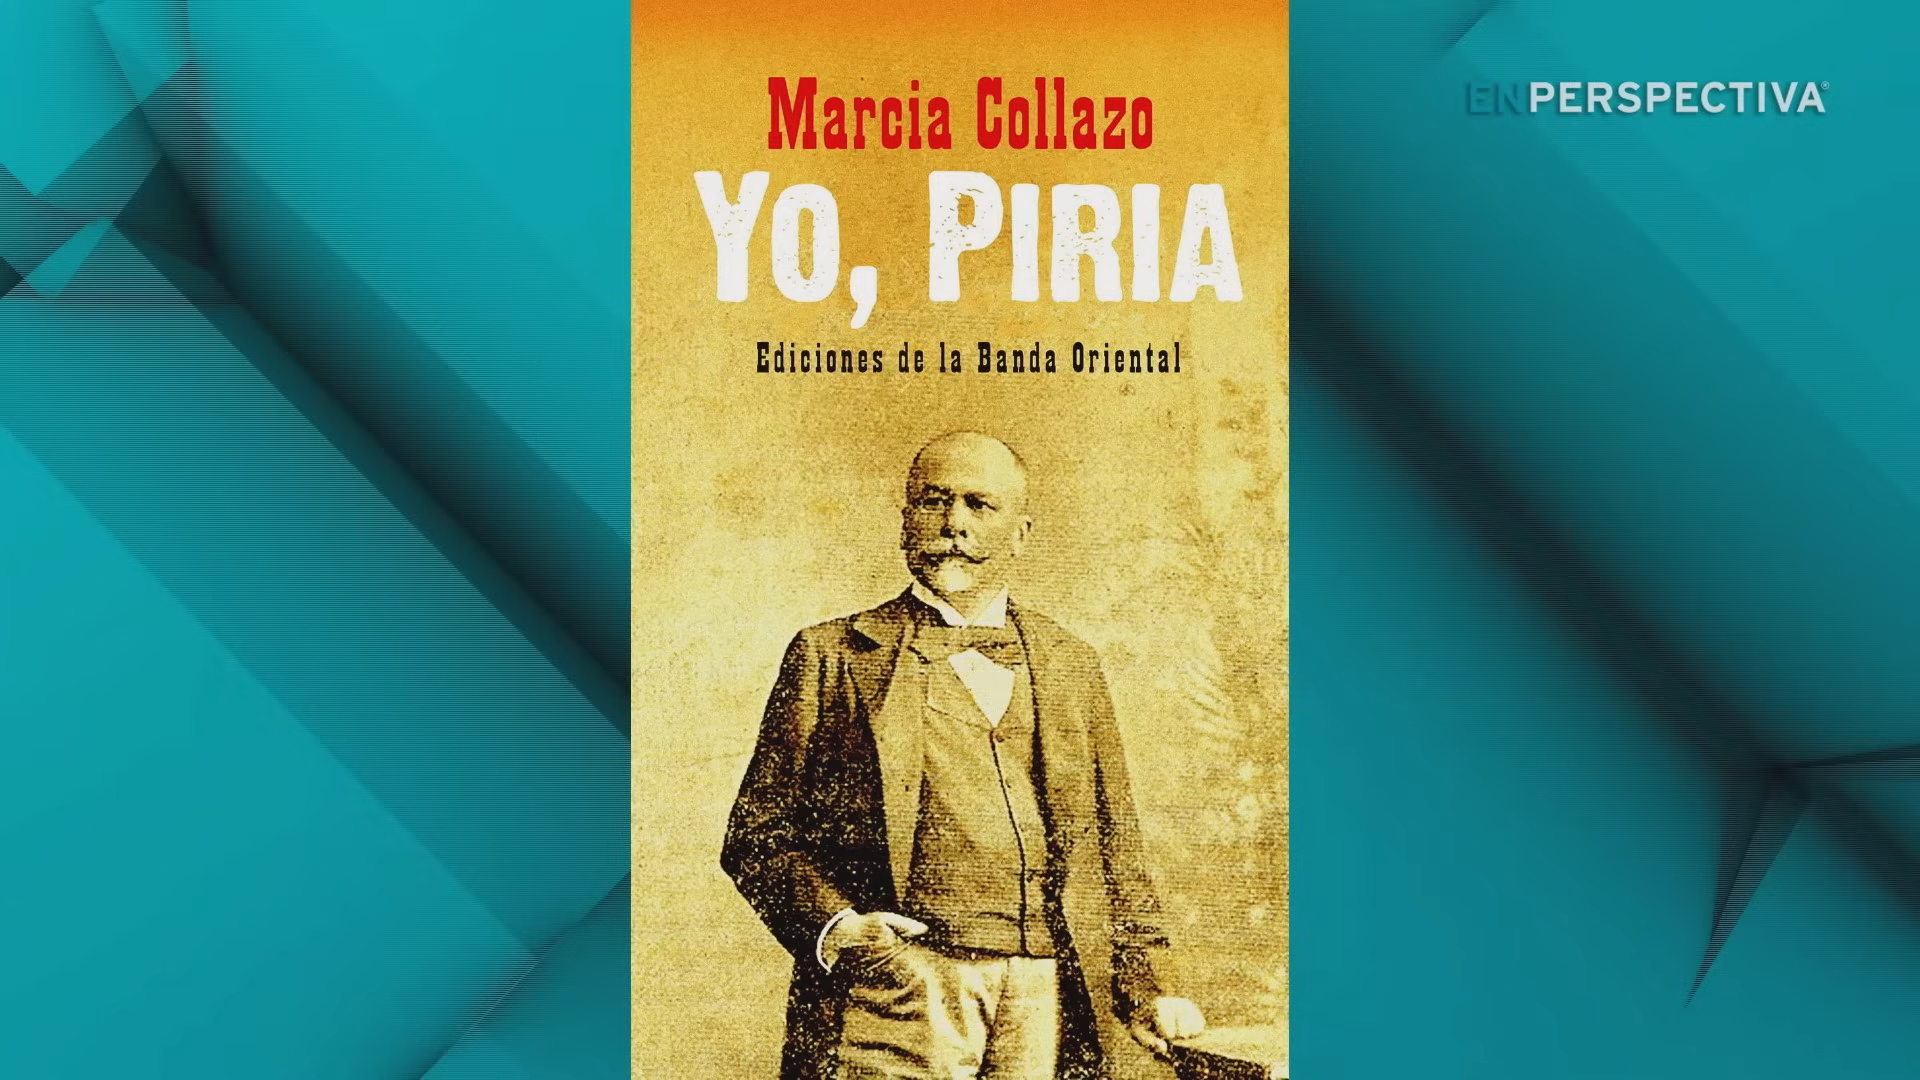 Marcia Collazo
Yo, Piria
Ediciones de la Banda Oriental
ENPERSPECTIVA®